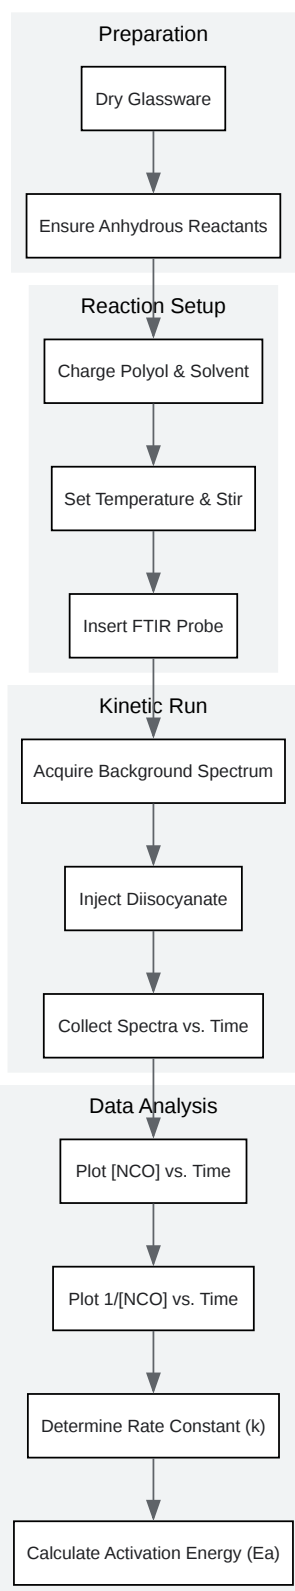 Preparation
Dry Glassware
Ensure Anhydrous Reactants
Reaction Setup
Charge Polyol & Solvent
Set Temperature & Stir
Insert FTIR Probe
Kinetic Run
Acquire Background Spectrum
Inject Diisocyanate
Collect Spectra vs. Time
Data Analysis
Plot [NCO] vs. Time
Plot 1/[NCO] vs. Time
Determine Rate Constant (k)
Calculate Activation Energy (Ea)